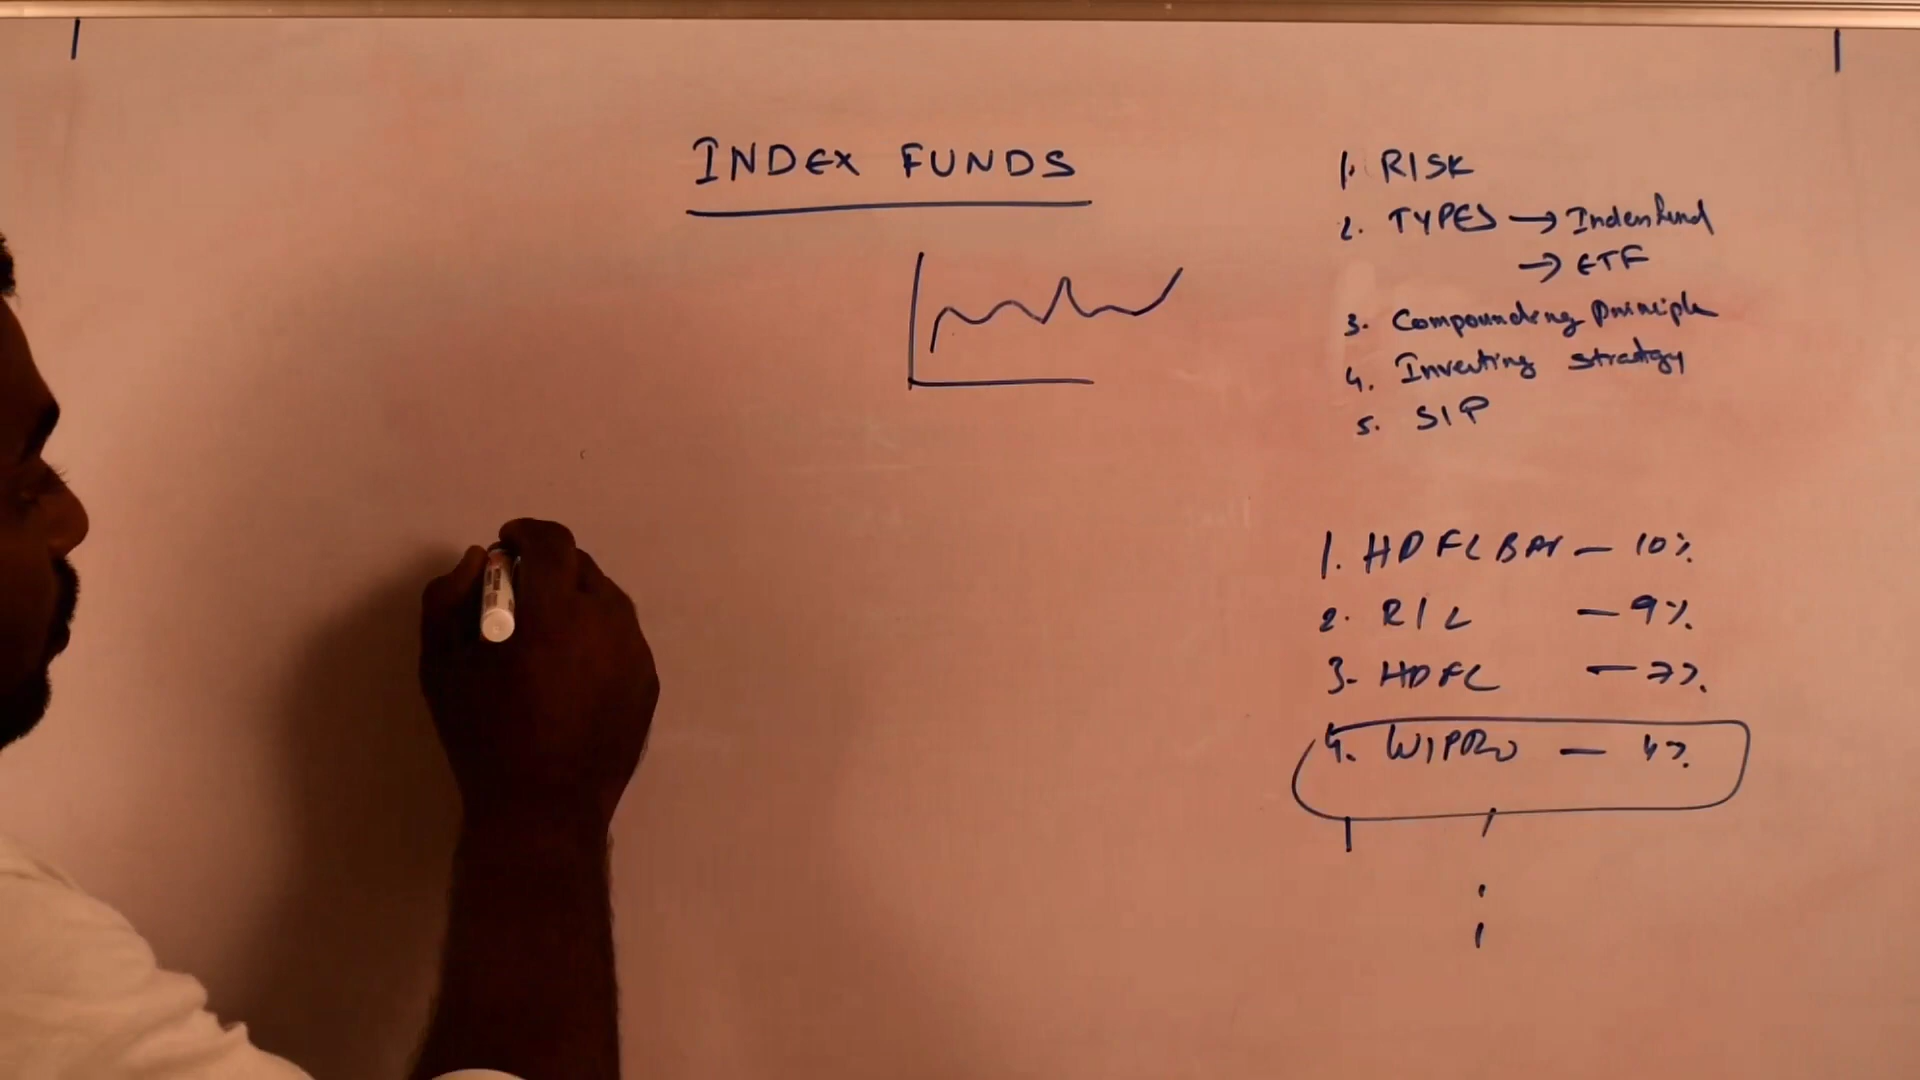 INDEX FUNDS
1. RISK
2. TYPES → Indexfund
→ ETF
3. Compounding principle
4. Investing strategy
5. SIP
1. HDFC BAN — 10%
2. RIL — 9%
3. HDFC — 7%
4. WIPRO — 4%